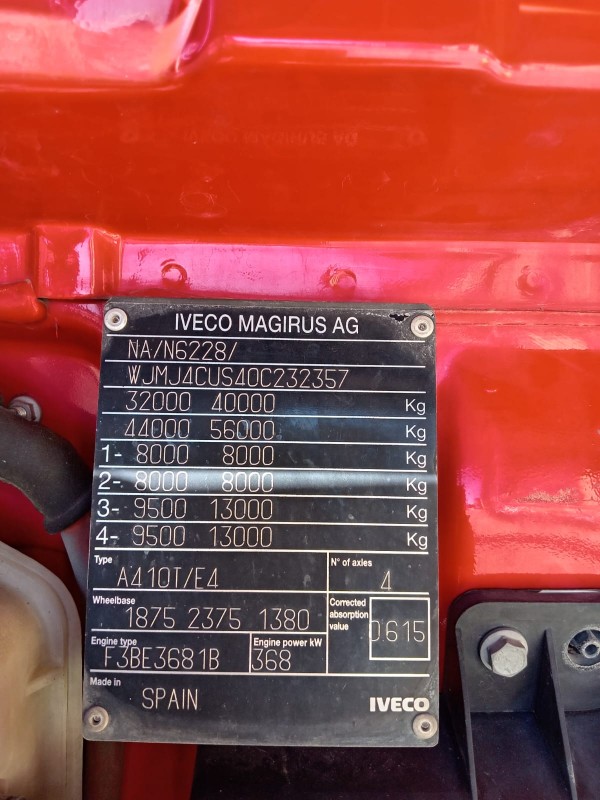 IVECO MAGIRUS AG
NA/N6228/
WJMJ4CUS40C232357
32000 40000 Kg
44000 56000 Kg
1- 8000 8000 Kg
2- 8000 8000 Kg
3- 9500 13000 Kg
4- 9500 13000 Kg
Type A410T/E4
N° of axles 4
Wheelbase 1875 2375 1380
Corrected absorption value 0.615
Engine type F3BE3681B
Engine power kW 368
Made in SPAIN
IVECO